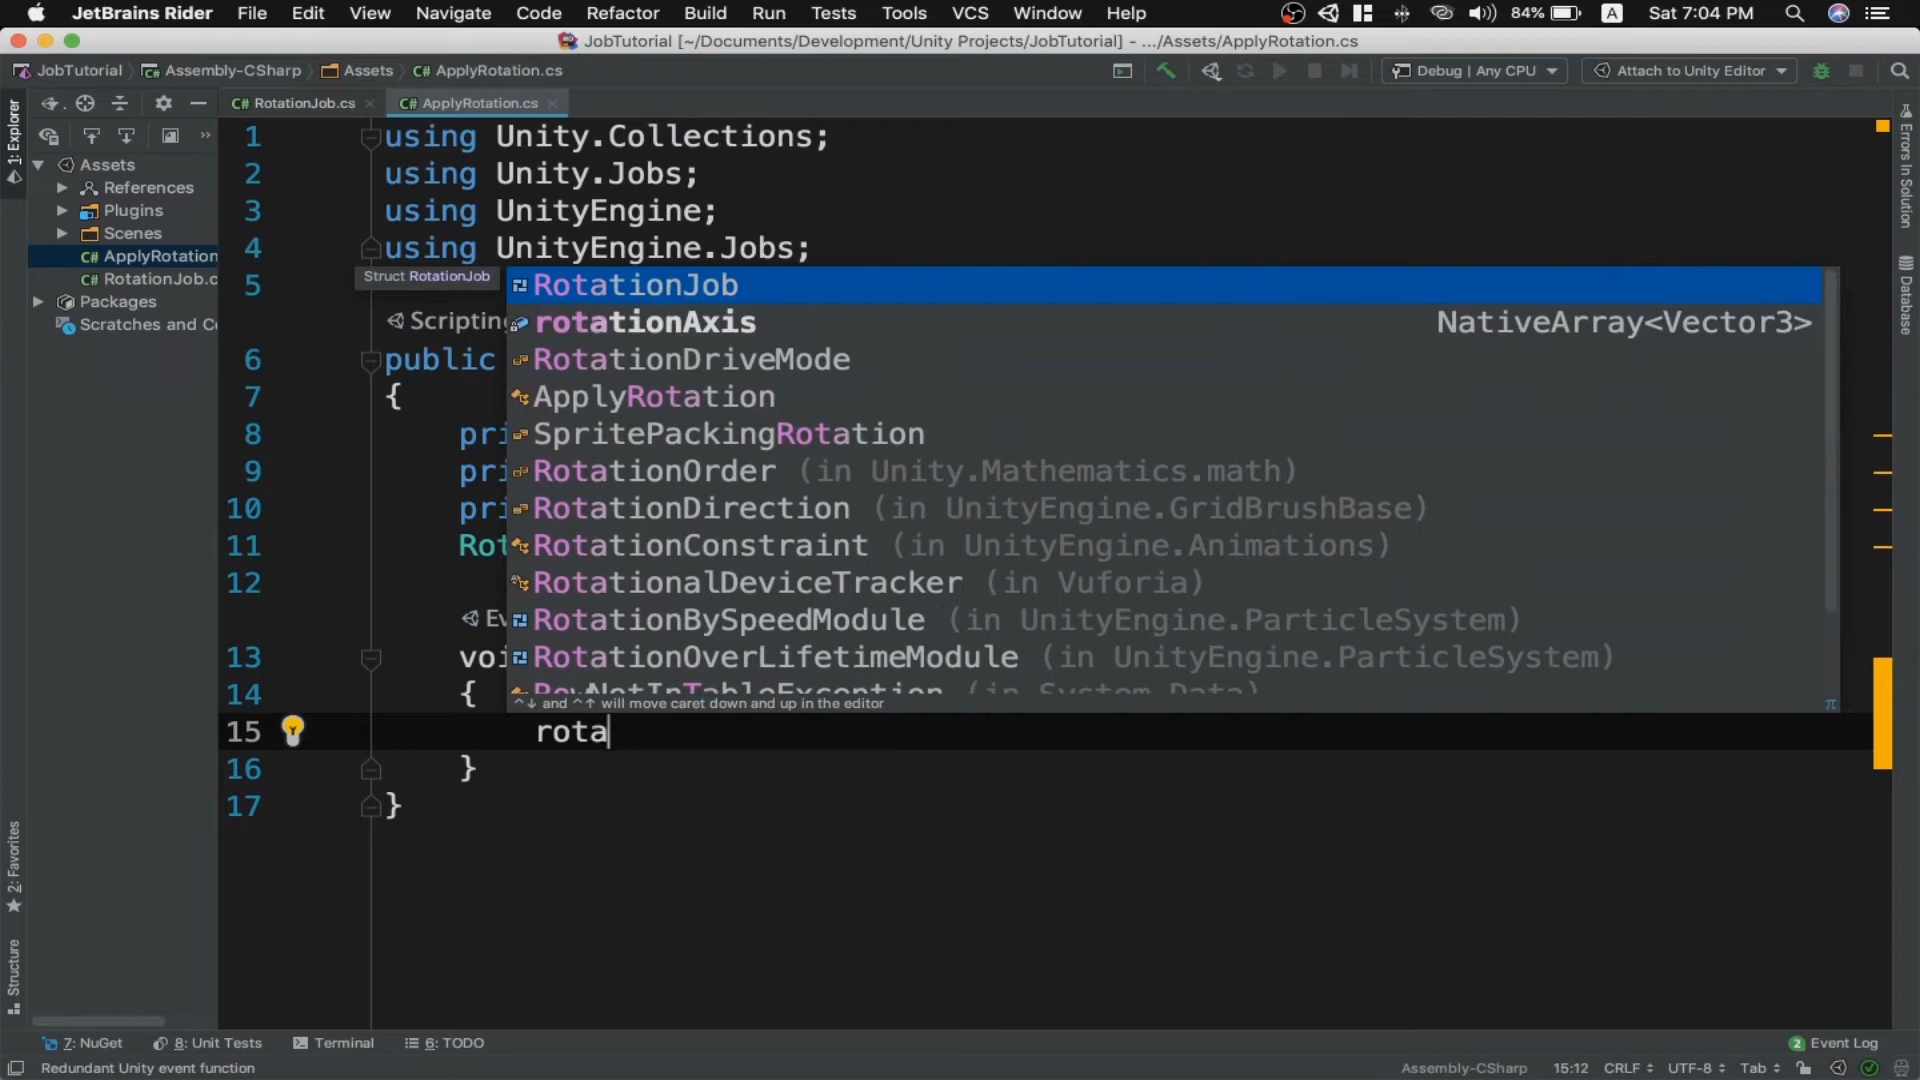 JetBrains Rider File Edit View Navigate Code Refactor Build Run Tests Tools VCS Window Help 84% A Sat 7:04 PM
JobTutorial [~/Documents/Development/Unity Projects/JobTutorial] - .../Assets/ApplyRotation.cs
JobTutorial Assembly-CSharp Assets C# ApplyRotation.cs Debug | Any CPU Attach to Unity Editor
C# RotationJob.cs C# ApplyRotation.cs
1: Explorer
Assets
References
Plugins
Scenes
C# ApplyRotation
C# RotationJob.c
Packages
Scratches and Co
1 using Unity.Collections;
2 using Unity.Jobs;
3 using UnityEngine;
4 using UnityEngine.Jobs;
5
Struct RotationJob
Scripting
6 public
7 {
8 pri
9 pri
10 pri
11 Rot
12
Ev
13 voi
14 {
15 rota
16 }
17 }
RotationJob
rotationAxis NativeArray<Vector3>
RotationDriveMode
ApplyRotation
SpritePackingRotation
RotationOrder (in Unity.Mathematics.math)
RotationDirection (in UnityEngine.GridBrushBase)
RotationConstraint (in UnityEngine.Animations)
RotationalDeviceTracker (in Vuforia)
RotationBySpeedModule (in UnityEngine.ParticleSystem)
RotationOverLifetimeModule (in UnityEngine.ParticleSystem)
RowNotInTableException (in System.Data)
^↓ and ^↑ will move caret down and up in the editor π
Errors In Solution
Database
2: Favorites
Structure
7: NuGet 8: Unit Tests Terminal 6: TODO 2 Event Log
Redundant Unity event function Assembly-CSharp 15:12 CRLF UTF-8 Tab